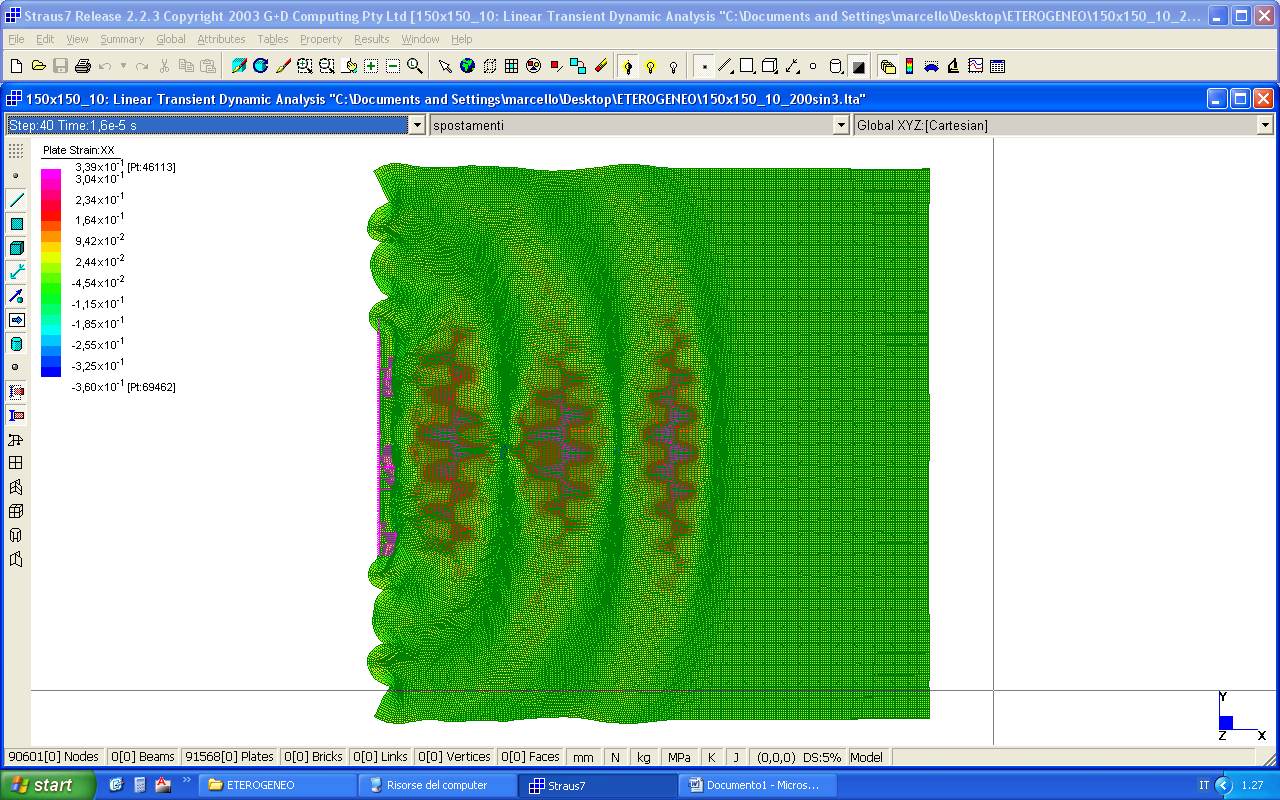 Straus7 Release 2.2.3 Copyright 2003 G+D Computing Pty Ltd [150x150_10: Linear Transient Dynamic Analysis "C:\Documents and Settings\marcello\Desktop\ETEROGENEO\150x150_10_2...
File Edit View Summary Global Attributes Tables Property Results Window Help
150x150_10: Linear Transient Dynamic Analysis "C:\Documents and Settings\marcello\Desktop\ETEROGENEO\150x150_10_200sin3.lta"
Step:40 Time:1,6e-5 s spostamenti Global XYZ:[Cartesian]
Plate Strain:XX
3,39x10-1 [Pt:46113]
3,04x10-1
2,34x10-1
1,64x10-1
9,42x10-2
2,44x10-2
-4,54x10-2
-1,15x10-1
-1,85x10-1
-2,55x10-1
-3,25x10-1
-3,60x10-1 [Pt:69462]
Y
Z X
90601[0] Nodes 0[0] Beams 91568[0] Plates 0[0] Bricks 0[0] Links 0[0] Vertices 0[0] Faces mm N kg MPa K J (0,0,0) DS:5% Model
start ETEROGENEO Risorse del computer Straus7 Documento1 - Micros... IT 1.27